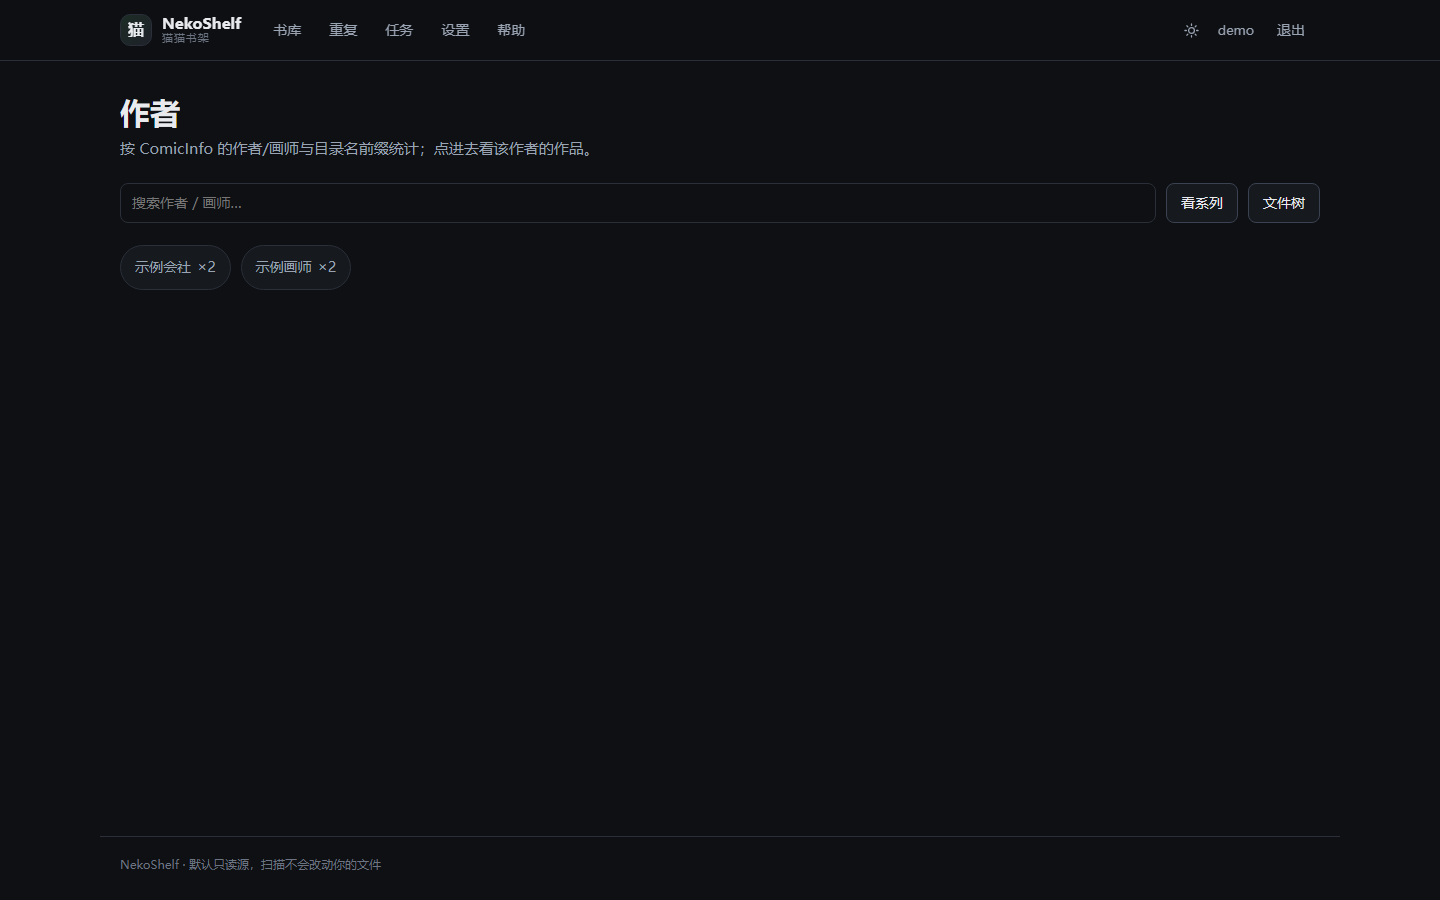 猫 NekoShelf 书库 重复 任务 设置 帮助 demo 退出
猫猫书架
作者
按 ComicInfo 的作者/画师与目录名前缀统计；点进去看该作者的作品。
搜索作者 / 画师... 看系列 文件树
示例会社 ×2 示例画师 ×2
NekoShelf · 默认只读源，扫描不会改动你的文件